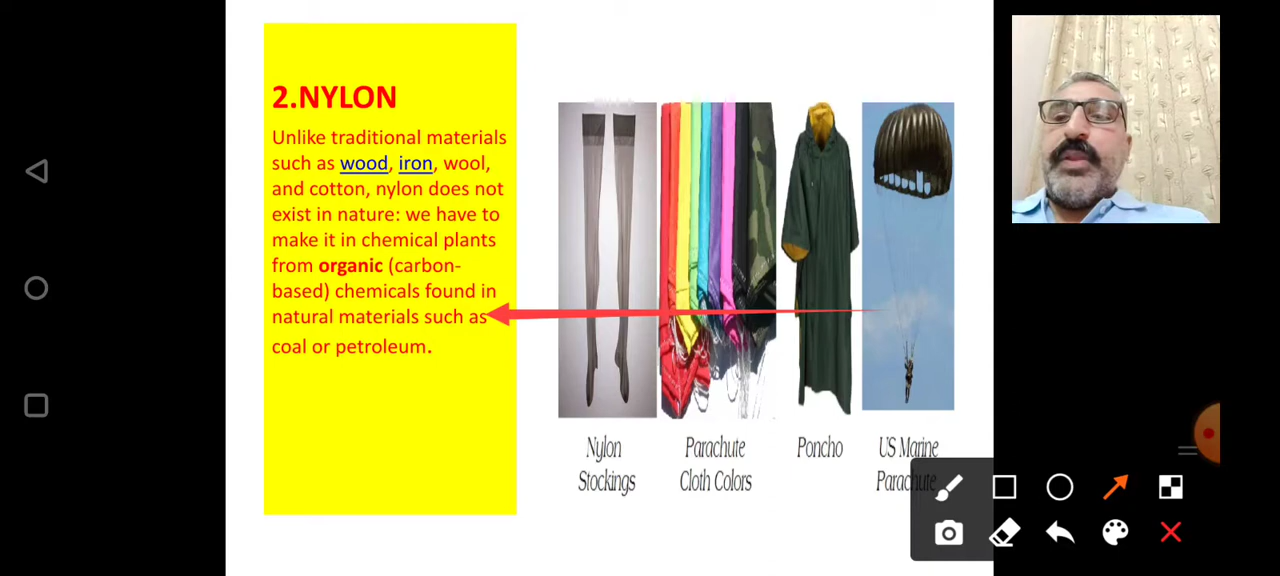 2.NYLON
Unlike traditional materials
such as wood, iron, wool,
and cotton, nylon does not
exist in nature: we have to
make it in chemical plants
from organic (carbon-
based) chemicals found in
natural materials such as
coal or petroleum.
Nylon
Stockings
Parachute
Cloth Colors
Poncho
US Marine
Parachute